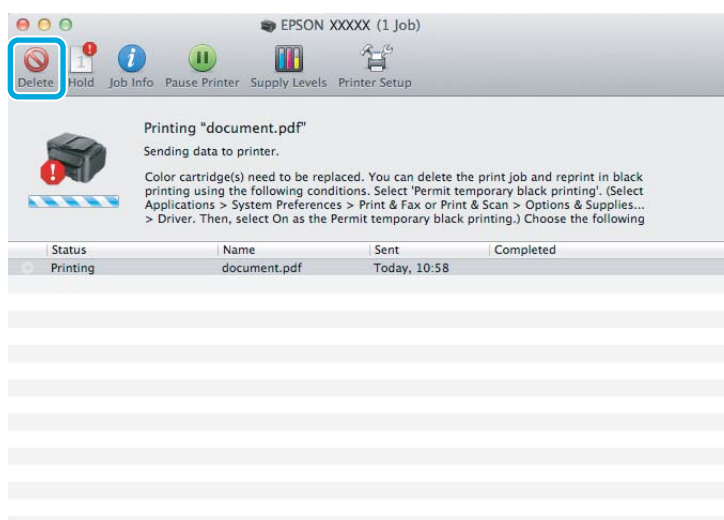 EPSON XXXXX (1 Job)
1
Delete Hold Job Info Pause Printer Supply Levels Printer Setup
Printing "document.pdf"
Sending data to printer.
Color cartridge(s) need to be replaced. You can delete the print job and reprint in black
printing using the following conditions. Select 'Permit temporary black printing'. (Select
Applications > System Preferences > Print & Fax or Print & Scan > Options & Supplies...
> Driver. Then, select On as the Permit temporary black printing.) Choose the following
Status Name Sent Completed
Printing document.pdf Today, 10:58